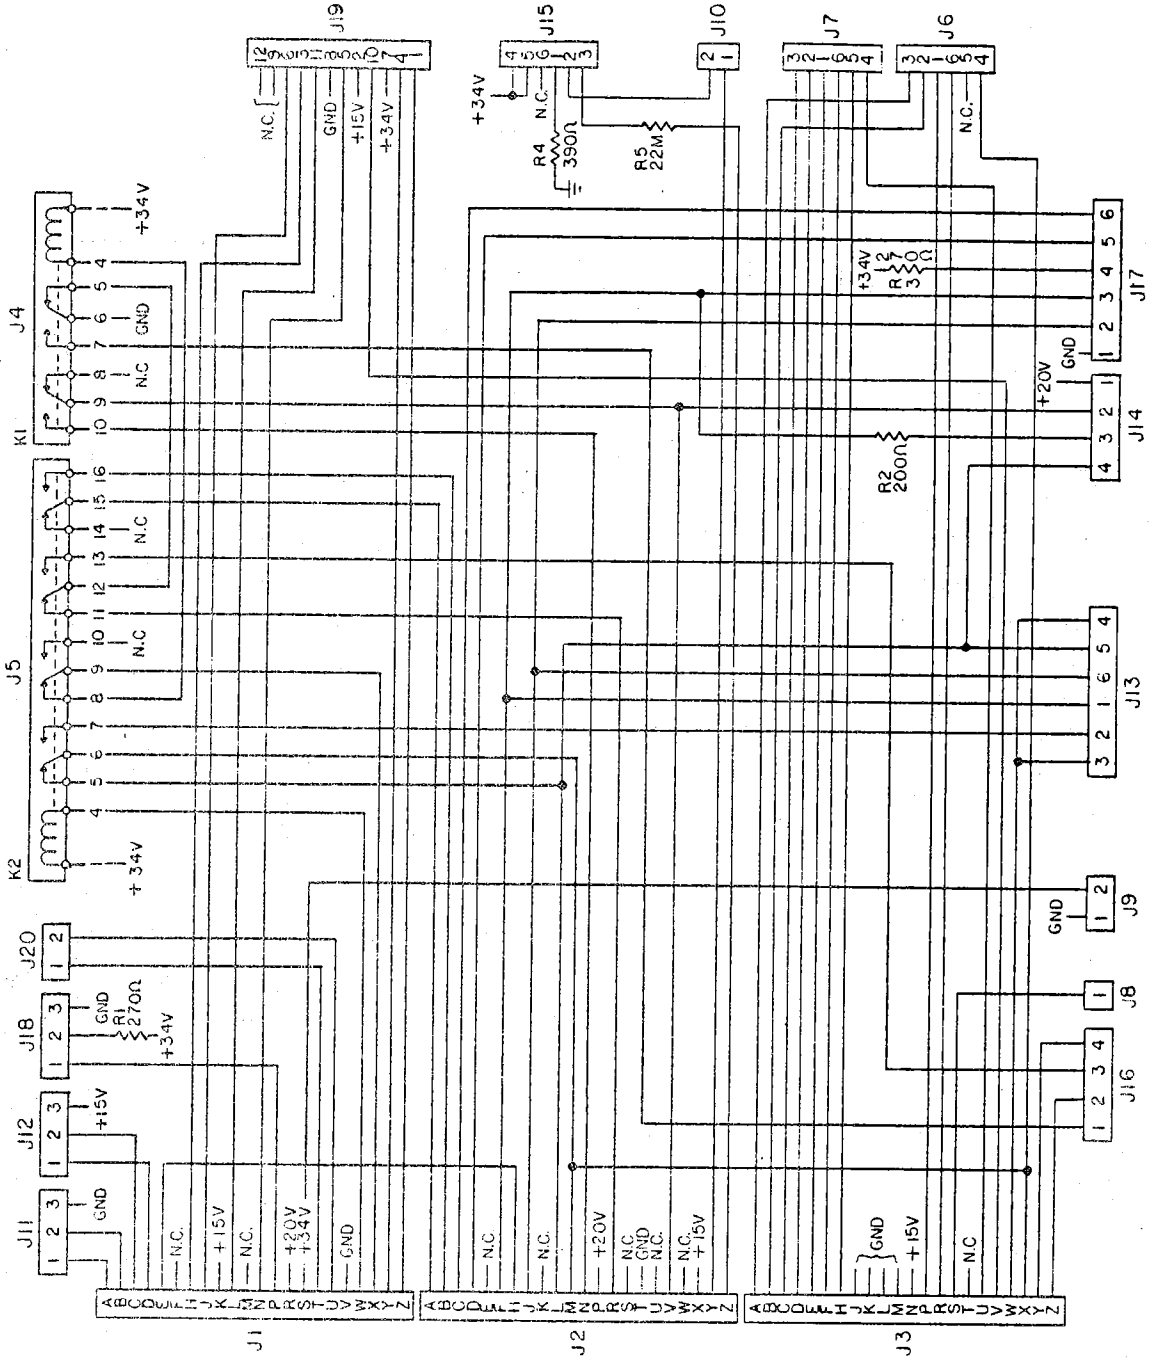 J19
12 9 6 3 11 8 5 2 10 7 4 1
N.C.
GND
+15V
+34V
J15
4 5 6 1 2 3
+34V
N.C.
R4
390Ω
R5
22M
J10
2 1
J7
3 2 1 6 5 4
J6
3 2 1 6 5 4
N.C.
J4
K1
+34V
4 5 6 7 8 9 10
GND
N.C
J5
K2
16 15 14 13 12 11 10 9 8 7 6 5 4
N.C
N.C
+34V
J17
6 5 4 3 2 1
+34V
R3
270Ω
GND
J14
1 2 3 4
+20V
R2
200Ω
J13
4 5 6 1 2 3
J9
2 1
GND
J8
1
J16
4 3 2 1
J20
1 2
J18
1 2 3
GND
R1
270Ω
+34V
J12
1 2 3
+15V
J11
1 2 3
GND
J1
A B C D E F H J K L M N P R S T U V W X Y Z
N.C.
+15V
N.C.
+20V
+34V
GND
J2
A B C D E F H J K L M N P R S T U V W X Y Z
N.C
N.C.
+20V
N.C
GND
N.C.
N.C.
+15V
J3
A B C D E F H J K L M N P R S T U V W X Y Z
GND
+15V
N.C